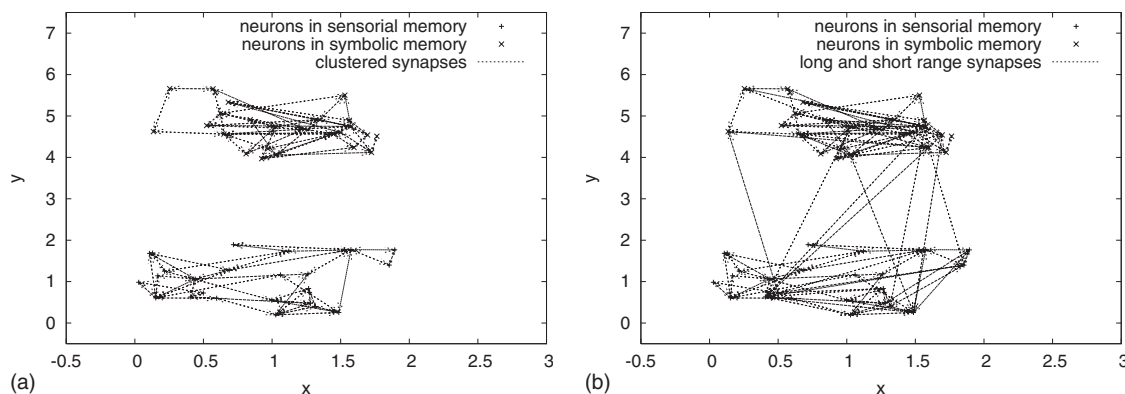 7
6
5
4
3
2
1
0
y
neurons in sensorial memory
neurons in symbolic memory
clustered synapses
-0.5 0 0.5 1 1.5 2 2.5 3
x
(a)
7
6
5
4
3
2
1
0
y
neurons in sensorial memory
neurons in symbolic memory
long and short range synapses
-0.5 0 0.5 1 1.5 2 2.5 3
x
(b)